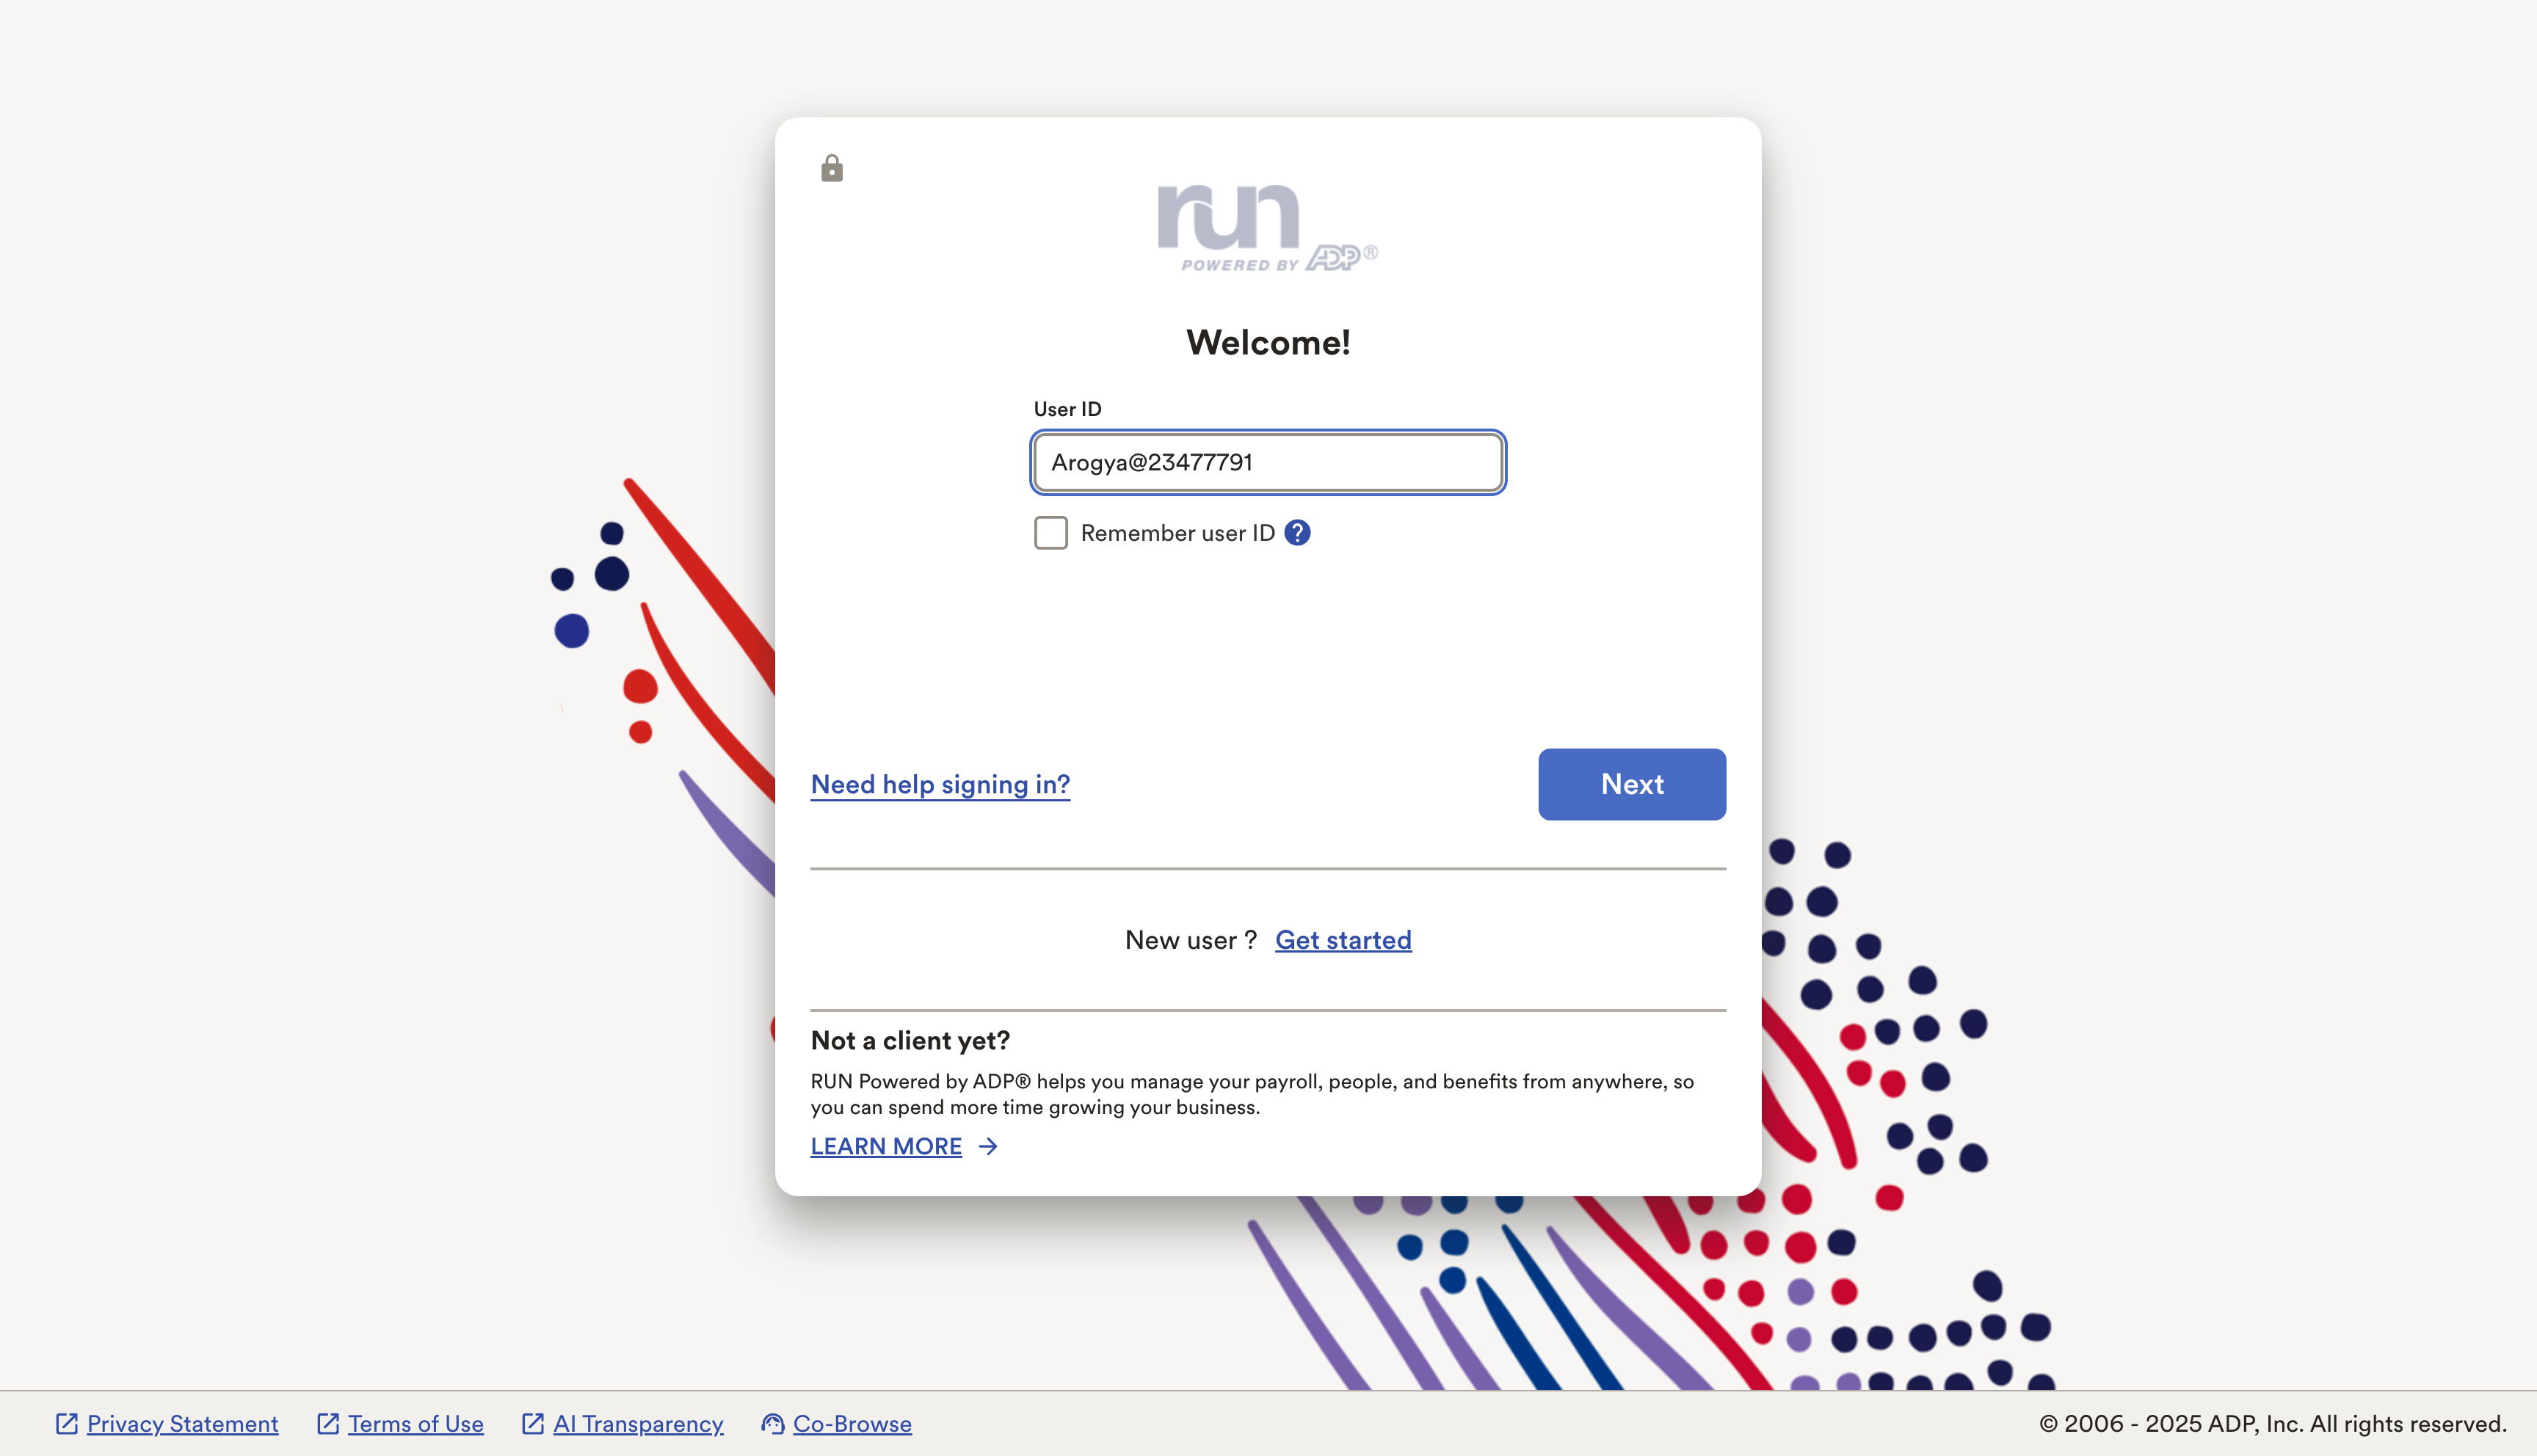 run
POWERED BY ADP®
Welcome!
User ID
Arogya@23477791
Remember user ID ?
Need help signing in?
Next
New user ? Get started
Not a client yet?
RUN Powered by ADP® helps you manage your payroll, people, and benefits from anywhere, so
you can spend more time growing your business.
LEARN MORE →
Privacy Statement Terms of Use AI Transparency Co-Browse © 2006 - 2025 ADP, Inc. All rights reserved.